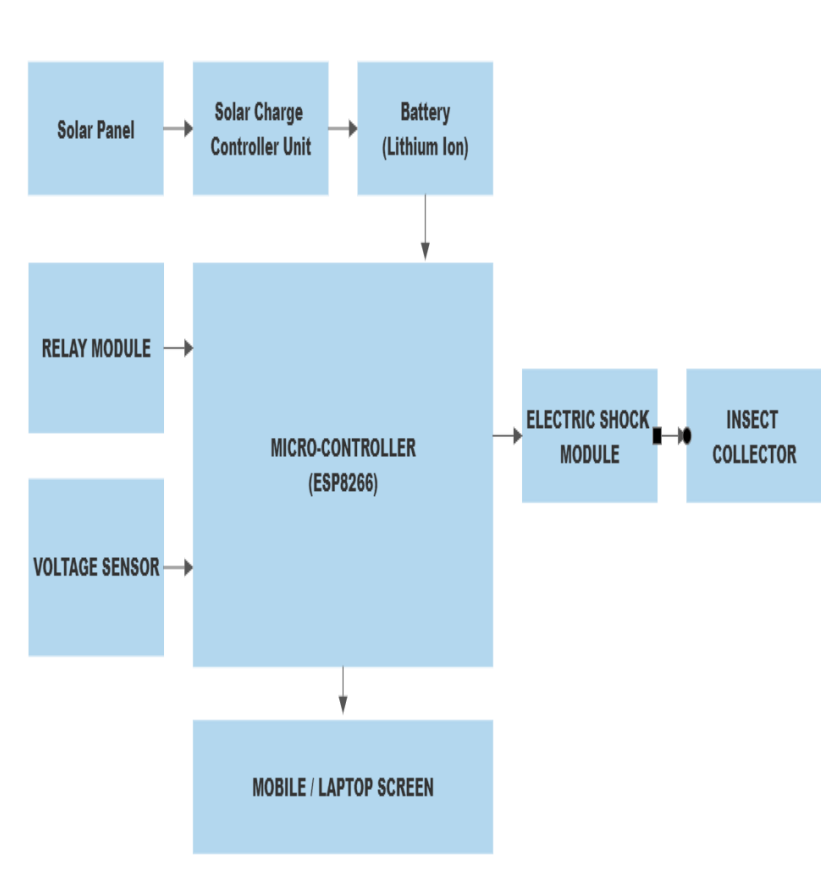 Solar Panel
Solar Charge
Controller Unit
Battery
(Lithium Ion)
RELAY MODULE
MICRO-CONTROLLER
(ESP8266)
ELECTRIC SHOCK
MODULE
INSECT
COLLECTOR
VOLTAGE SENSOR
MOBILE / LAPTOP SCREEN